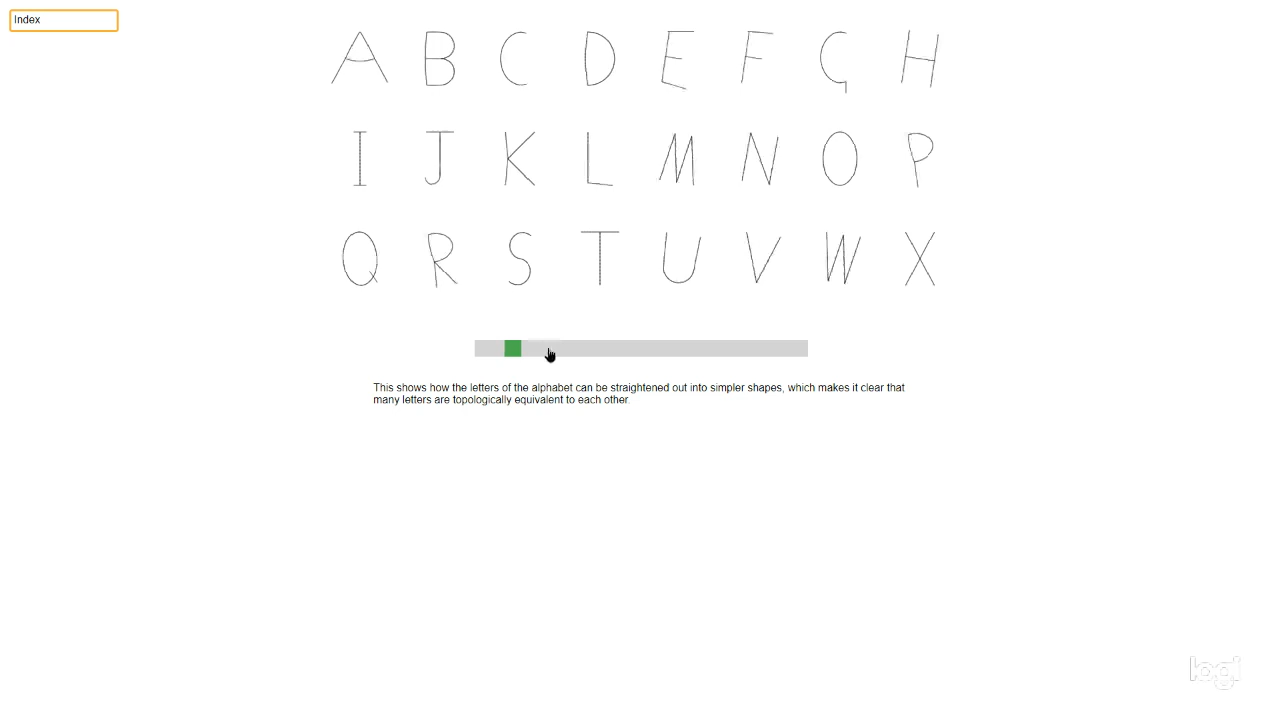 Index
A B C D E F G H
I J K L M N O P
Q R S T U V W X
This shows how the letters of the alphabet can be straightened out into simpler shapes, which makes it clear that
many letters are topologically equivalent to each other.
logi